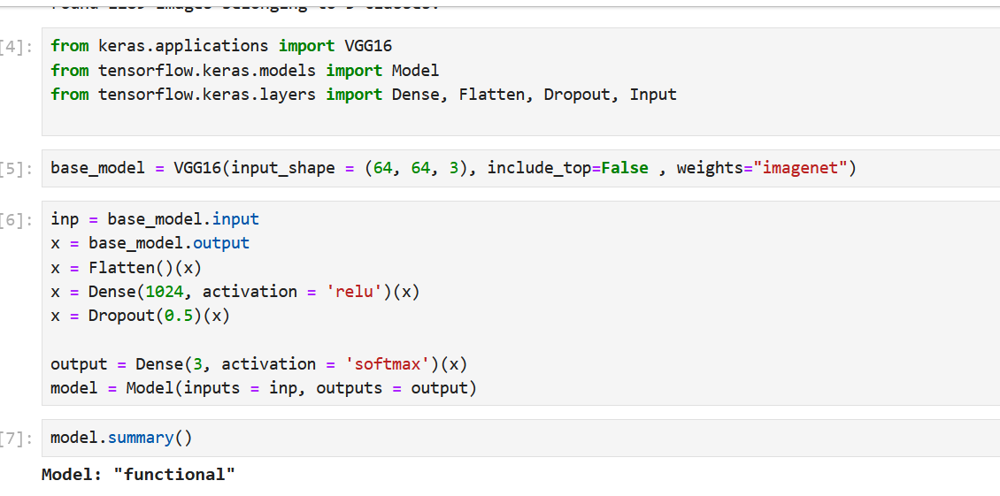 [4]:
from keras.applications import VGG16
from tensorflow.keras.models import Model
from tensorflow.keras.layers import Dense, Flatten, Dropout, Input
[5]:
base_model = VGG16(input_shape = (64, 64, 3), include_top=False , weights="imagenet")
[6]:
inp = base_model.input
x = base_model.output
x = Flatten()(x)
x = Dense(1024, activation = 'relu')(x)
x = Dropout(0.5)(x)
output = Dense(3, activation = 'softmax')(x)
model = Model(inputs = inp, outputs = output)
[7]:
model.summary()
Model: "functional"